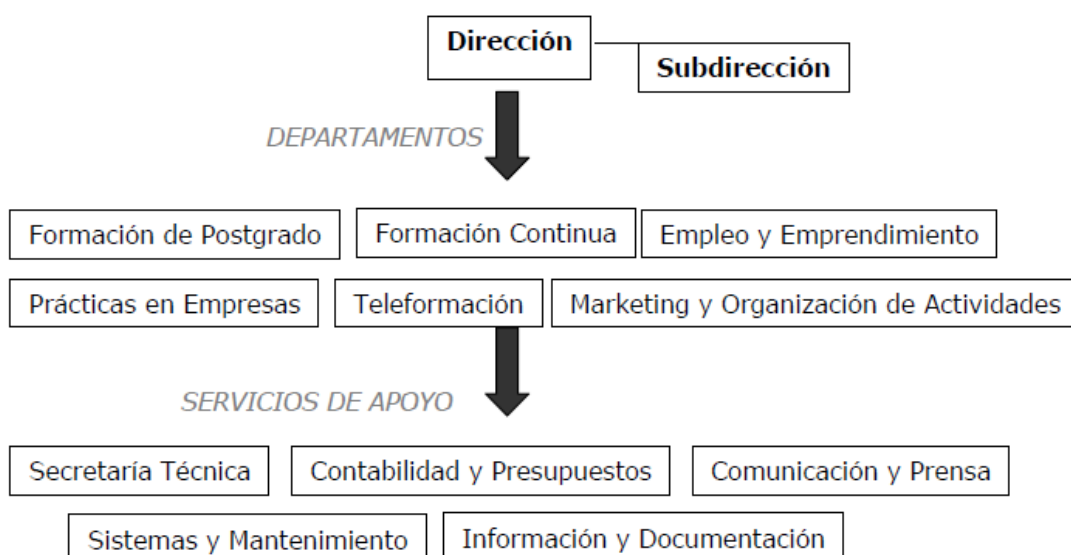 Dirección
Subdirección
DEPARTAMENTOS
Formación de Postgrado
Formación Continua
Empleo y Emprendimiento
Prácticas en Empresas
Teleformación
Marketing y Organización de Actividades
SERVICIOS DE APOYO
Secretaría Técnica
Contabilidad y Presupuestos
Comunicación y Prensa
Sistemas y Mantenimiento
Información y Documentación